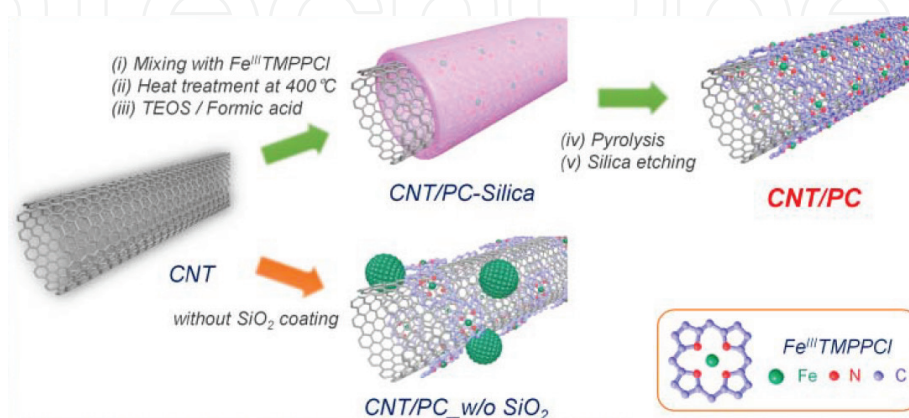 (i) Mixing with Fe^III TMPPCl
(ii) Heat treatment at 400 °C
(iii) TEOS / Formic acid
(iv) Pyrolysis
(v) Silica etching
CNT/PC-Silica
CNT/PC
CNT
without SiO₂ coating
CNT/PC_w/o SiO₂
Fe^III TMPPCl
Fe N C